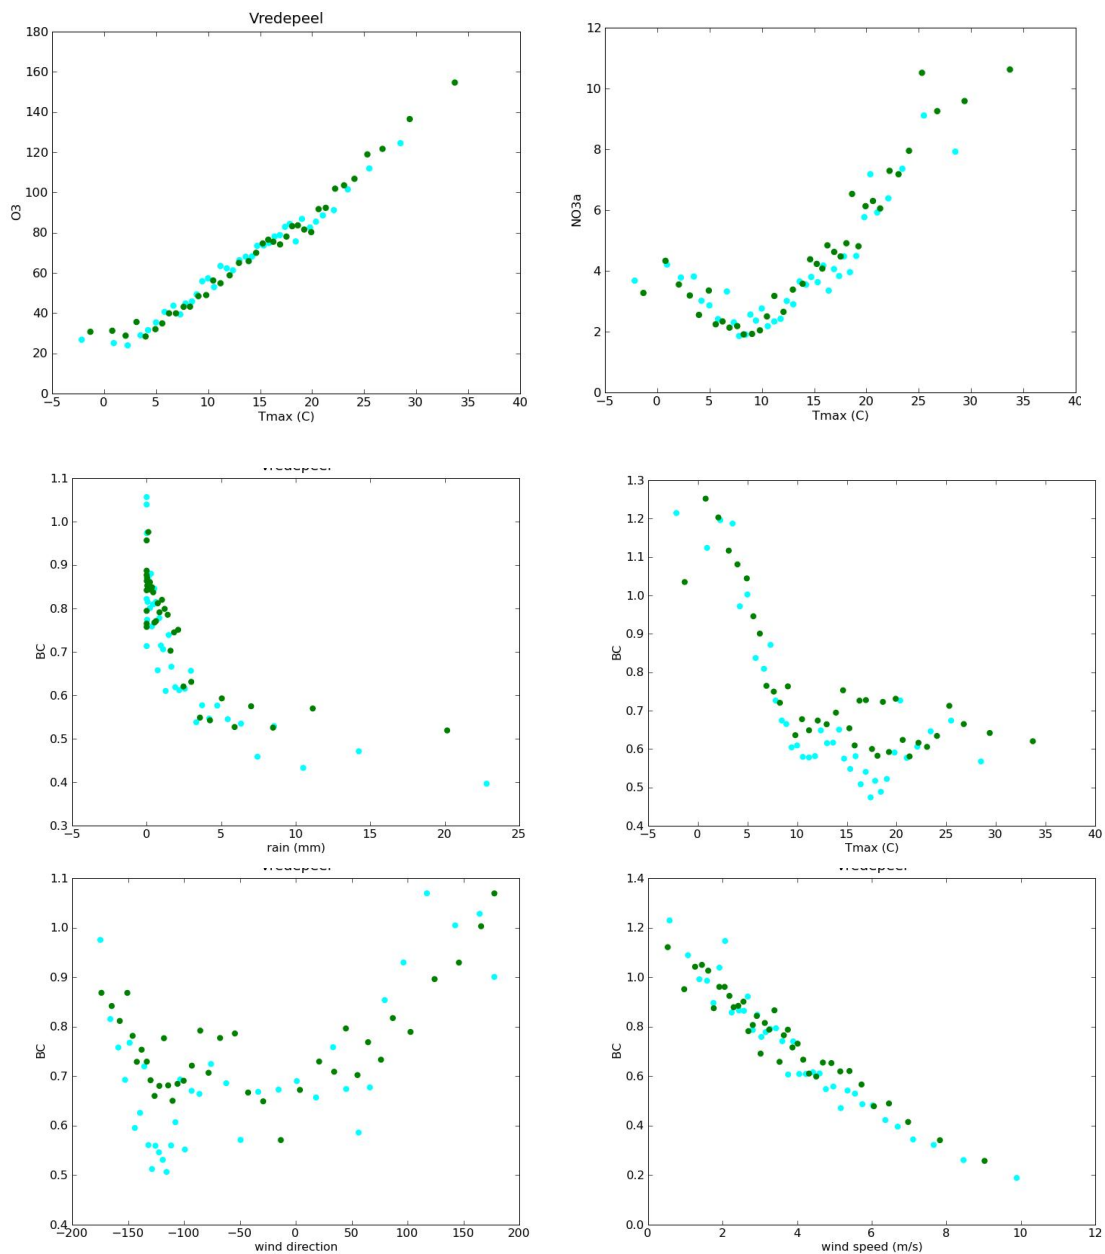 Vredepeel
180
160
140
120
100
80
60
40
20
0
O3
−5 0 5 10 15 20 25 30 35 40
Tmax (C)
12
10
8
6
4
2
0
NO3a
−5 0 5 10 15 20 25 30 35 40
Tmax (C)
Vredepeel
1.1
1.0
0.9
0.8
0.7
0.6
0.5
0.4
0.3
BC
−5 0 5 10 15 20 25
rain (mm)
1.3
1.2
1.1
1.0
0.9
0.8
0.7
0.6
0.5
0.4
BC
−5 0 5 10 15 20 25 30 35 40
Tmax (C)
Vredepeel
1.1
1.0
0.9
0.8
0.7
0.6
0.5
0.4
BC
−200 −150 −100 −50 0 50 100 150 200
wind direction
Vredepeel
1.4
1.2
1.0
0.8
0.6
0.4
0.2
0.0
BC
0 2 4 6 8 10 12
wind speed (m/s)